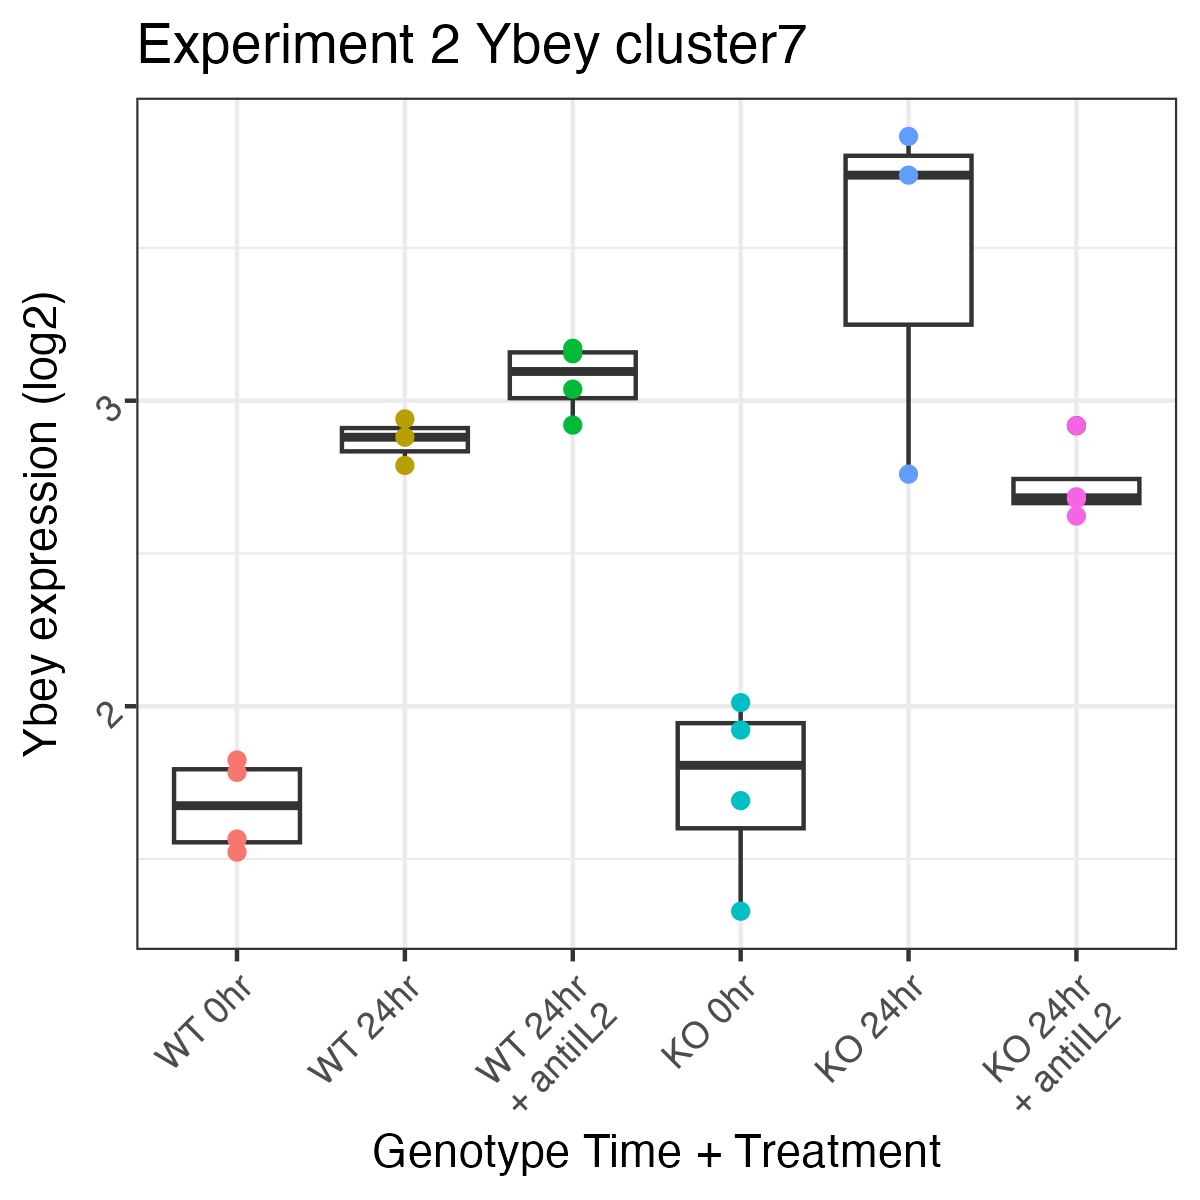 Experiment 2 Ybey cluster7
Ybey expression (log2)
3
2
WT 0hr
WT 24hr
WT 24hr
+ antiIL2
KO 0hr
KO 24hr
KO 24hr
+ antiIL2
Genotype Time + Treatment